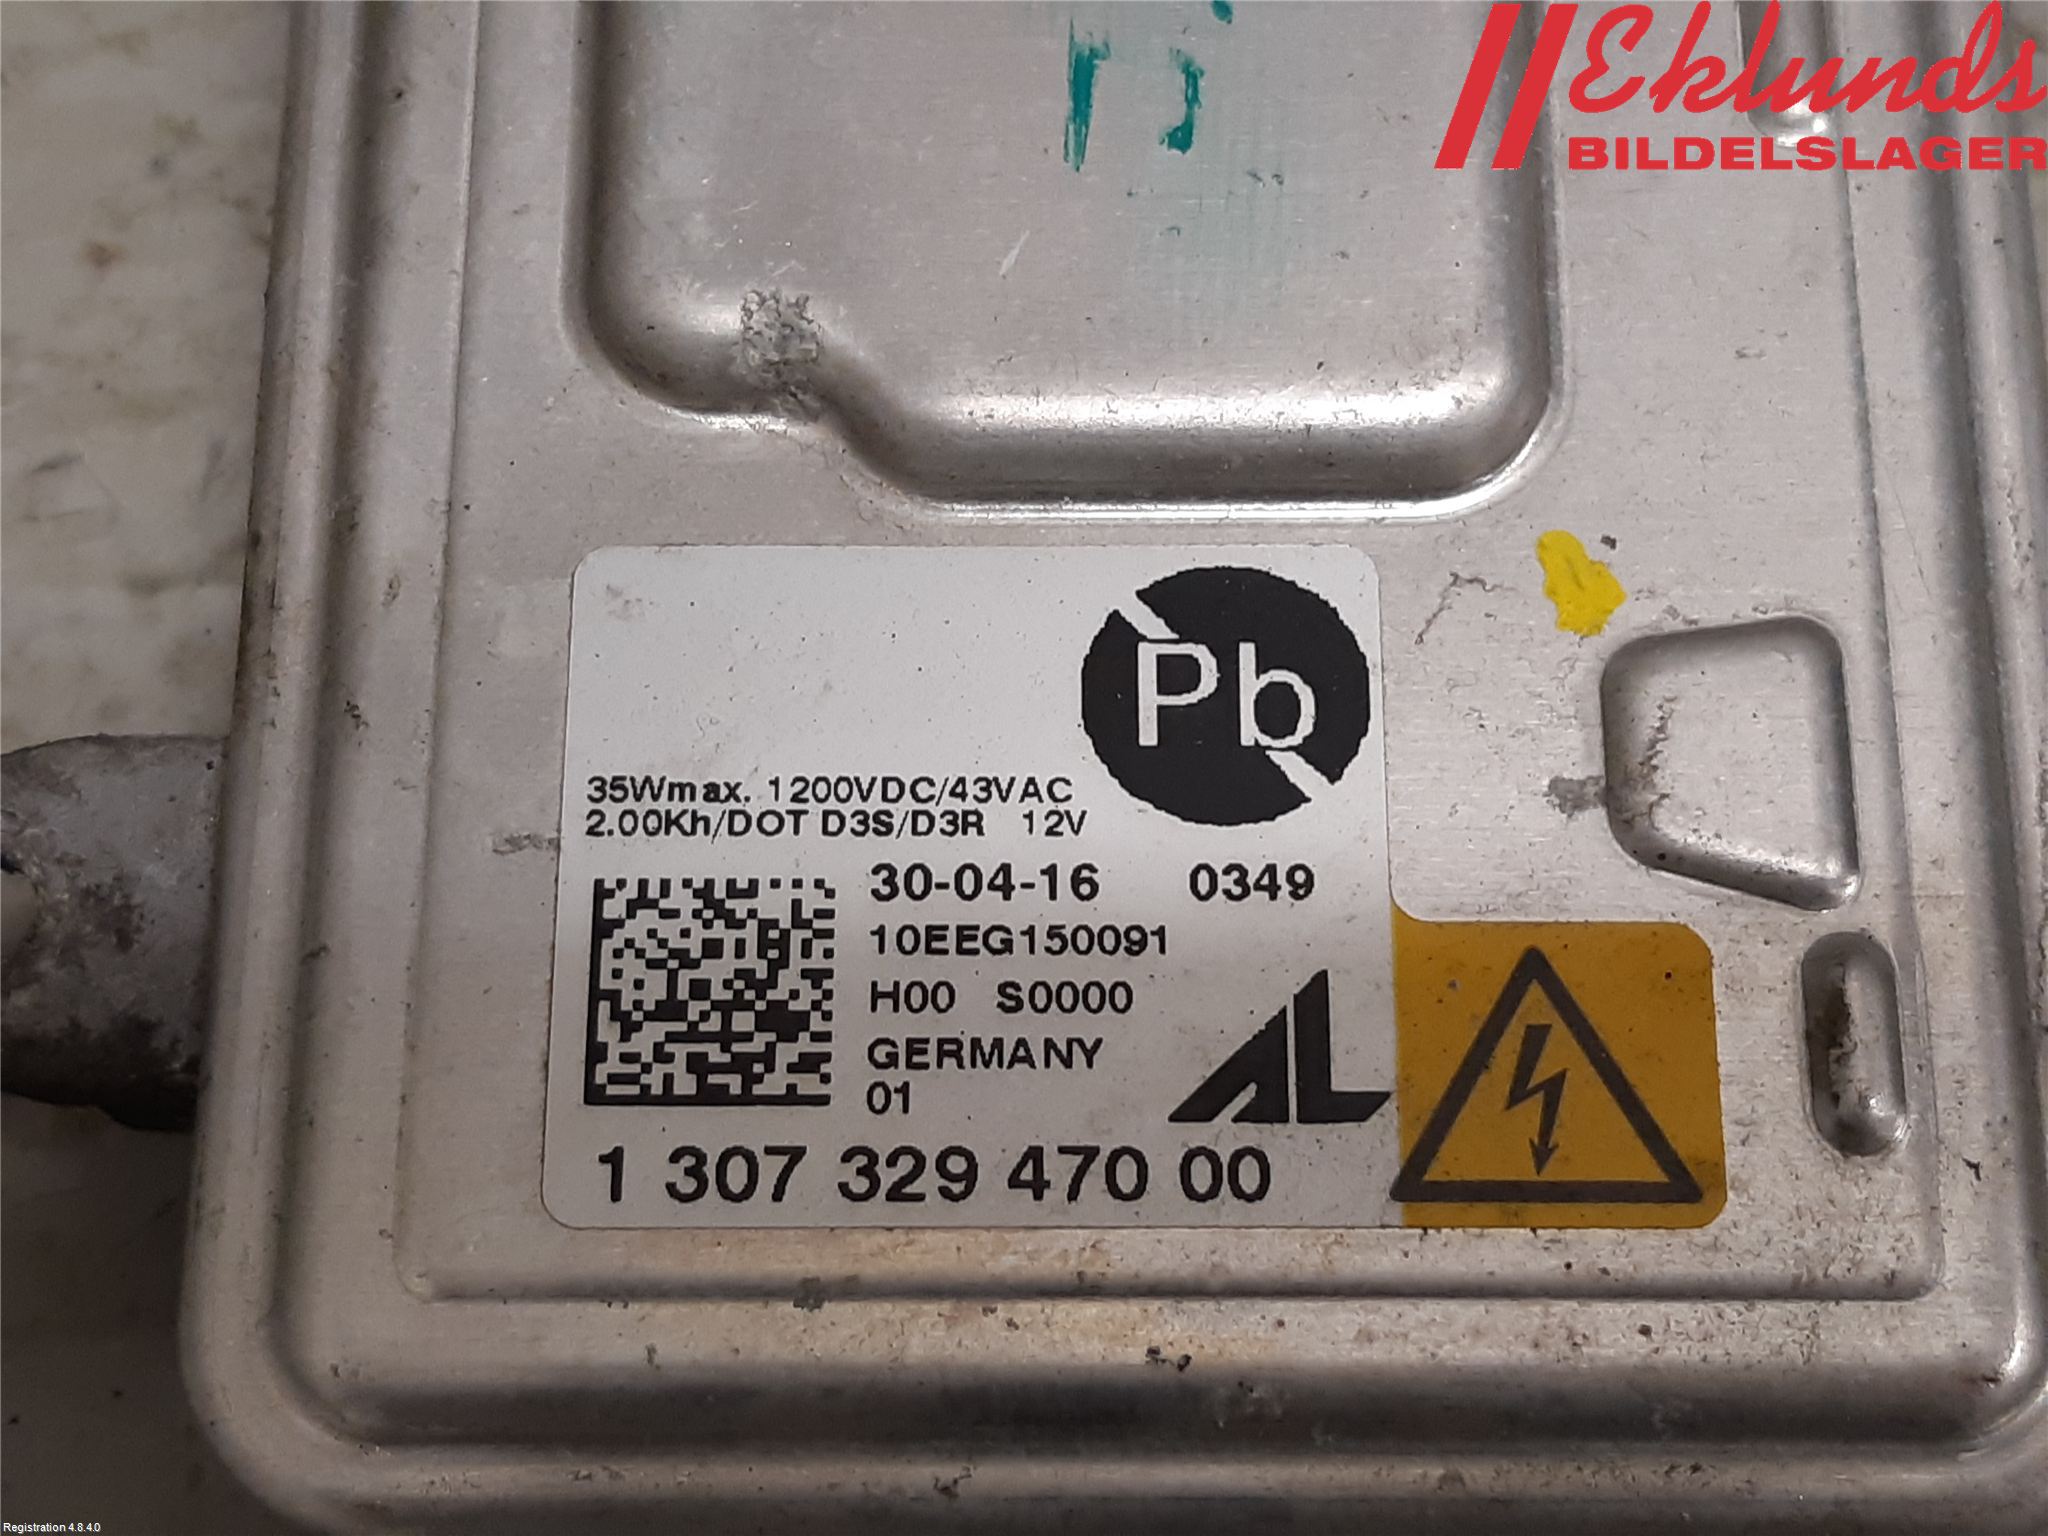 Eklunds
BILDELSLAGER
Pb
35Wmax. 1200VDC/43VAC
2.00Kh/DOT D3S/D3R 12V
30-04-16 0349
10EEG150091
H00 S0000
GERMANY
01
AL
1 307 329 470 00
Registration 4.8.4.0